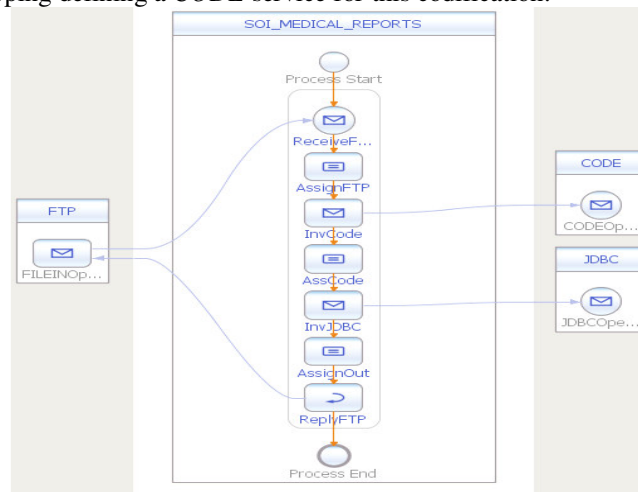 pping defining a CODE service for this codification.
SOI_MEDICAL_REPORTS
Process Start
ReceiveF...
AssignFTP
InvCode
AssCode
InvJDBC
AssignOut
ReplyFTP
Process End
FTP
FILEINOp...
CODE
CODEOp...
JDBC
JDBCOpe...